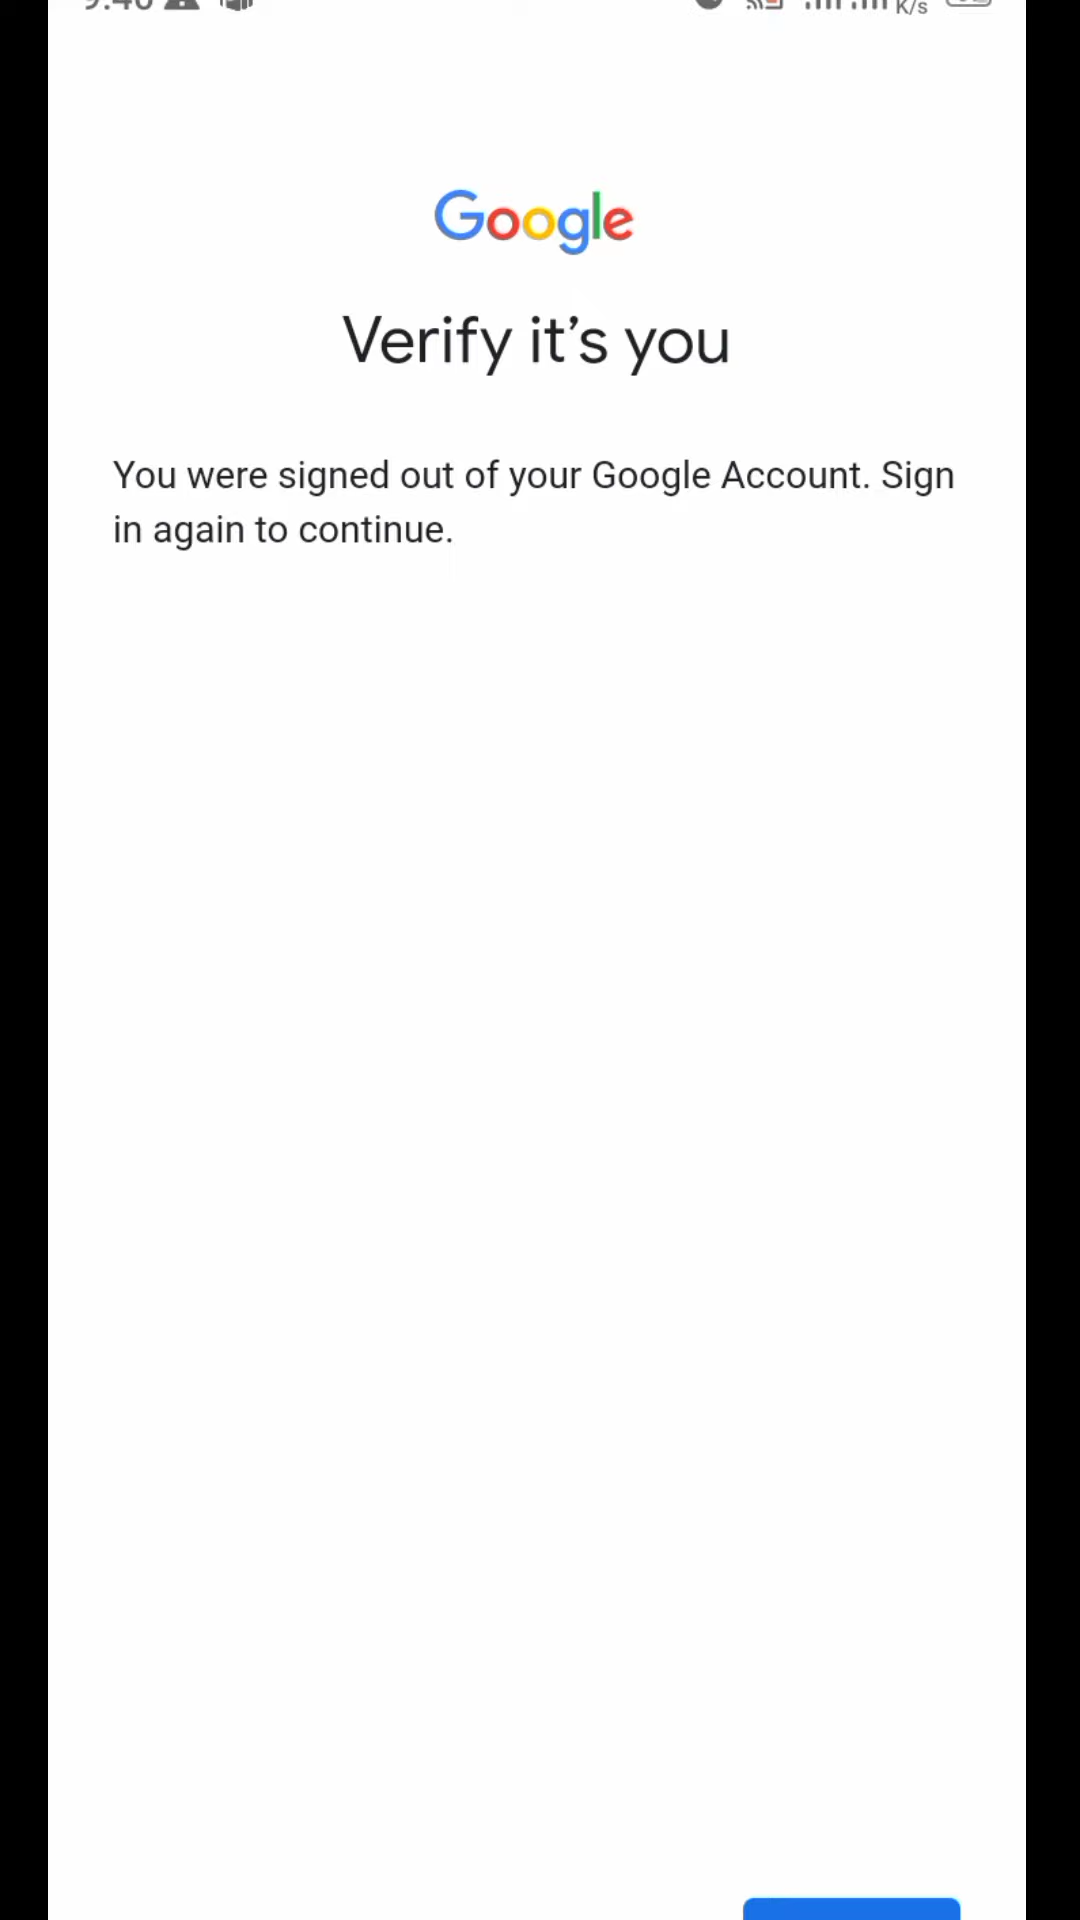 K/s
Google
Verify it’s you
You were signed out of your Google Account. Sign
in again to continue.